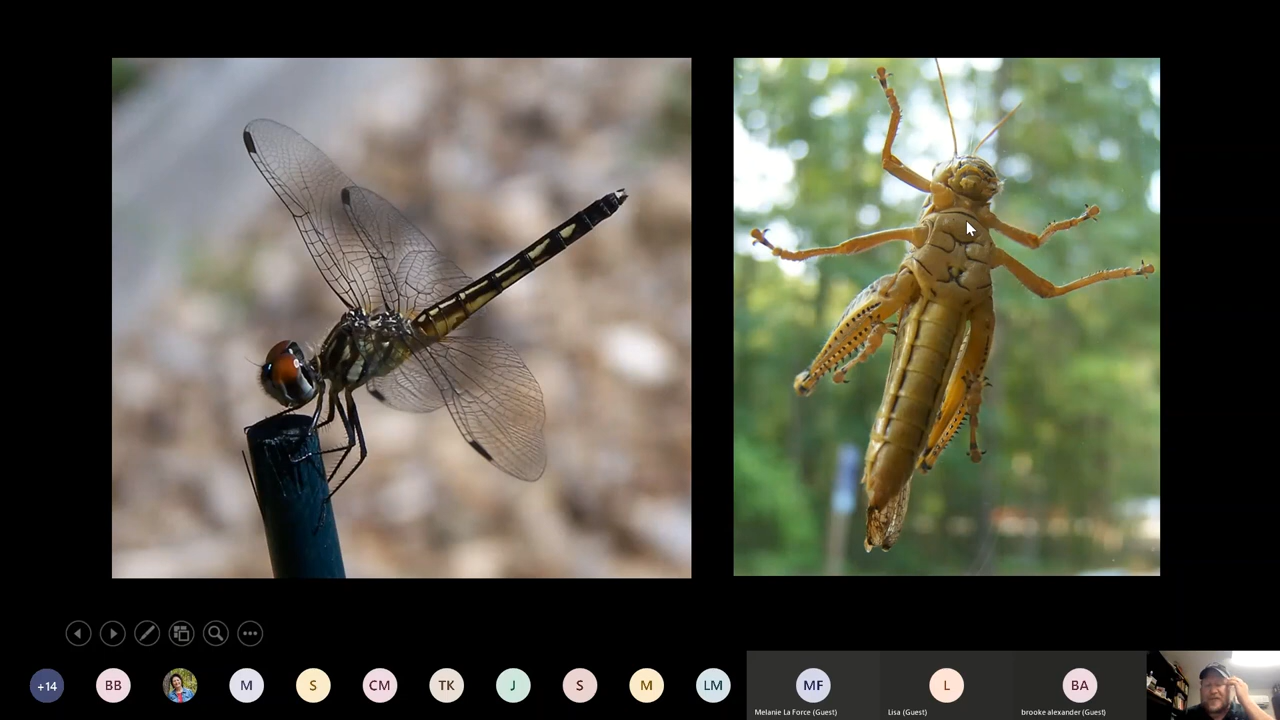 +14
BB
M
S
CM
TK
J
S
M
LM
MF
L
BA
Melanie La Force (Guest)
Lisa (Guest)
brooke alexander (Guest)